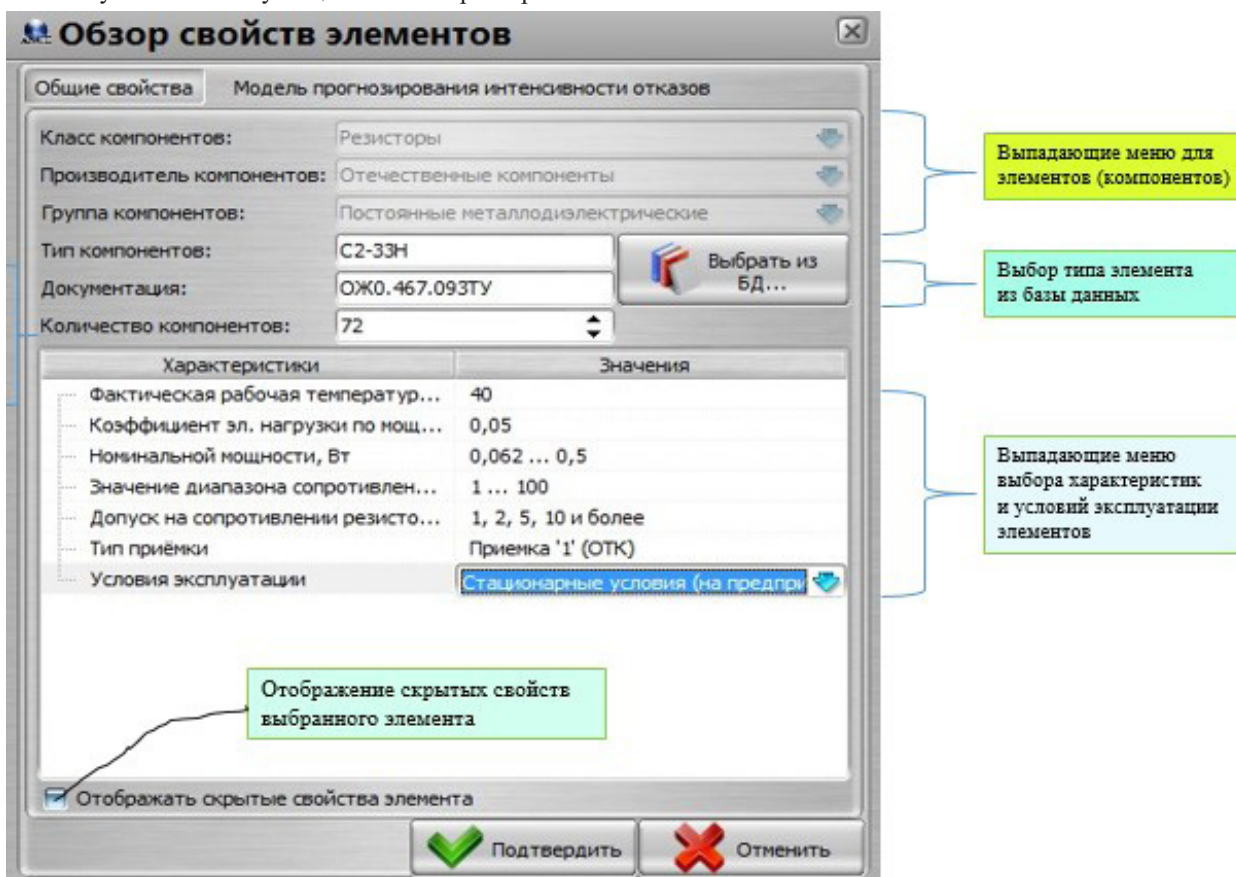 Обзор свойств элементов
Общие свойства Модель прогнозирования интенсивности отказов
Класс компонентов: Резисторы
Производитель компонентов: Отечественные компоненты
Группа компонентов: Постоянные металлодиэлектрические
Тип компонентов: С2-33Н
Выбрать из БД...
Документация: ОЖ0.467.093ТУ
Количество компонентов: 72
Характеристики Значения
Фактическая рабочая температур... 40
Коэффициент эл. нагрузки по мощ... 0,05
Номинальной мощности, Вт 0,062 ... 0,5
Значение диапазона сопротивлен... 1 ... 100
Допуск на сопротивлении резисто... 1, 2, 5, 10 и более
Тип приёмки Приемка '1' (ОТК)
Условия эксплуатации Стационарные условия (на предпри
Отображение скрытых свойств
выбранного элемента
Отображать скрытые свойства элемента
Подтвердить Отменить
Выпадающие меню для
элементов (компонентов)
Выбор типа элемента
из базы данных
Выпадающие меню
выбора характеристик
и условий эксплуатации
элементов